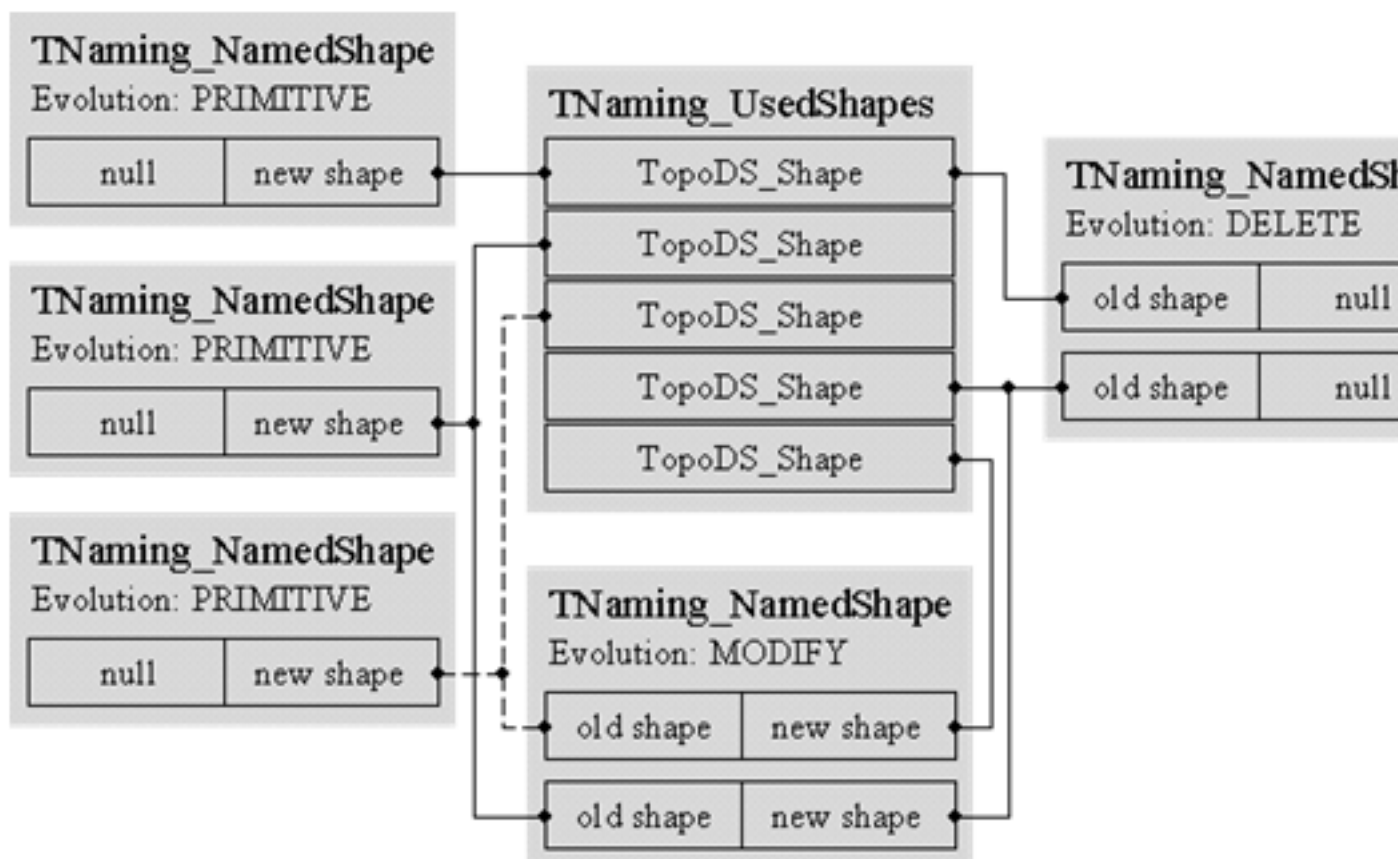 TNaming_NamedShape
Evolution: PRIMITIVE
null new shape
TNaming_NamedShape
Evolution: PRIMITIVE
null new shape
TNaming_NamedShape
Evolution: PRIMITIVE
null new shape
TNaming_UsedShapes
TopoDS_Shape
TopoDS_Shape
TopoDS_Shape
TopoDS_Shape
TopoDS_Shape
TNaming_NamedShape
Evolution: MODIFY
old shape new shape
old shape new shape
TNaming_NamedSh
Evolution: DELETE
old shape null
old shape null